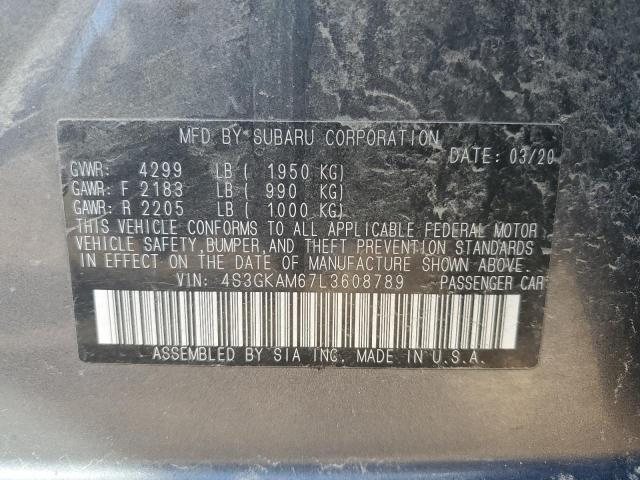 MFD BY SUBARU CORPORATION
DATE: 03/20
GVWR: 4299 LB ( 1950 KG)
GAWR: F 2183 LB ( 990 KG)
GAWR: R 2205 LB ( 1000 KG)
THIS VEHICLE CONFORMS TO ALL APPLICABLE FEDERAL MOTOR
VEHICLE SAFETY,BUMPER,AND THEFT PREVENTION STANDARDS
IN EFFECT ON THE DATE OF MANUFACTURE SHOWN ABOVE.
VIN: 4S3GKAM67L3608789 PASSENGER CAR
ASSEMBLED BY SIA INC. MADE IN U.S.A.